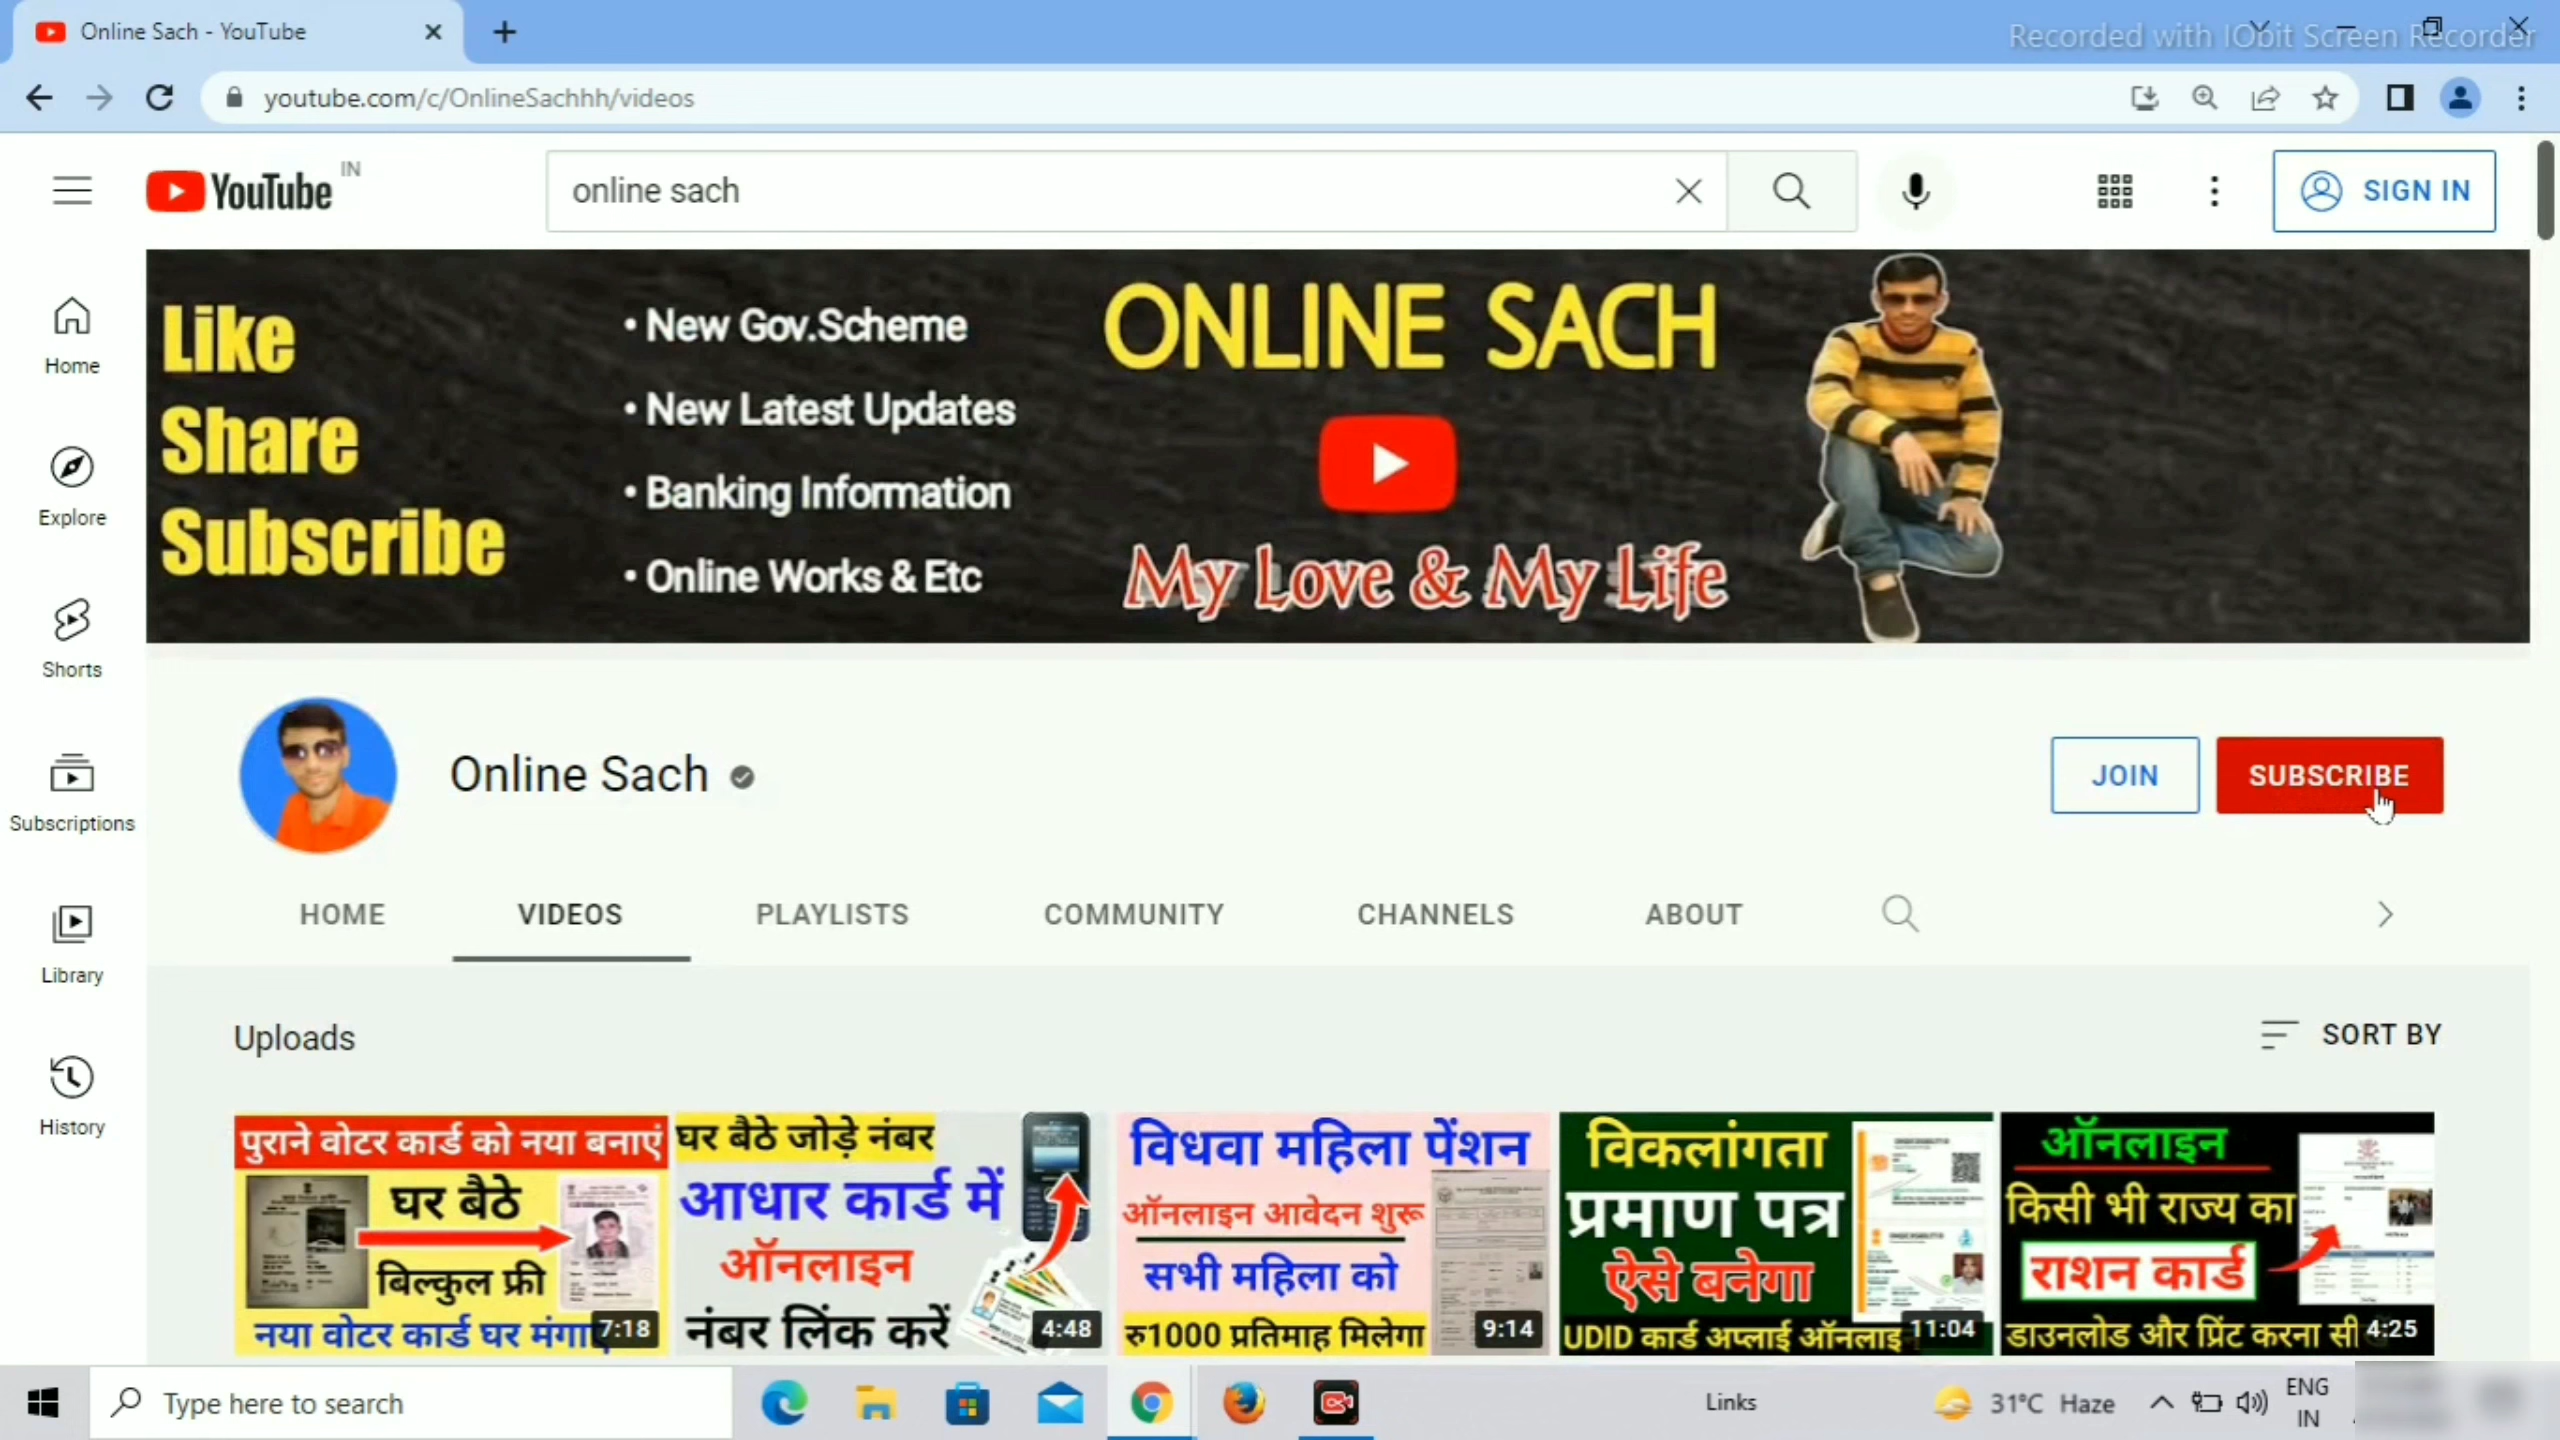 Online Sach - YouTube
Recorded with IObit Screen Recorder
youtube.com/c/OnlineSachhh/videos
YouTube IN
online sach
SIGN IN
Home
Explore
Shorts
Subscriptions
Library
History
Like
Share
Subscribe
• New Gov.Scheme
• New Latest Updates
• Banking Information
• Online Works & Etc
ONLINE SACH
My Love & My Life
Online Sach
JOIN
SUBSCRIBE
HOME VIDEOS PLAYLISTS COMMUNITY CHANNELS ABOUT
Uploads
SORT BY
पुराने वोटर कार्ड को नया बनाएं
घर बैठे
बिल्कुल फ्री
नया वोटर कार्ड घर
7:18
घर बैठे जोड़े नंबर
आधार कार्ड में
ऑनलाइन
नंबर लिंक करें
4:48
विधवा महिला पेंशन
ऑनलाइन आवेदन शुरू
सभी महिला को
रु1000 प्रतिमाह मिलेगा
9:14
विकलांगता
प्रमाण पत्र
ऐसे बनेगा
UDID कार्ड अप्लाई
11:04
ऑनलाइन
किसी भी राज्य का
राशन कार्ड
डाउनलोड और प्रिंट करना
4:25
Type here to search
Links
31°C Haze
ENG
IN